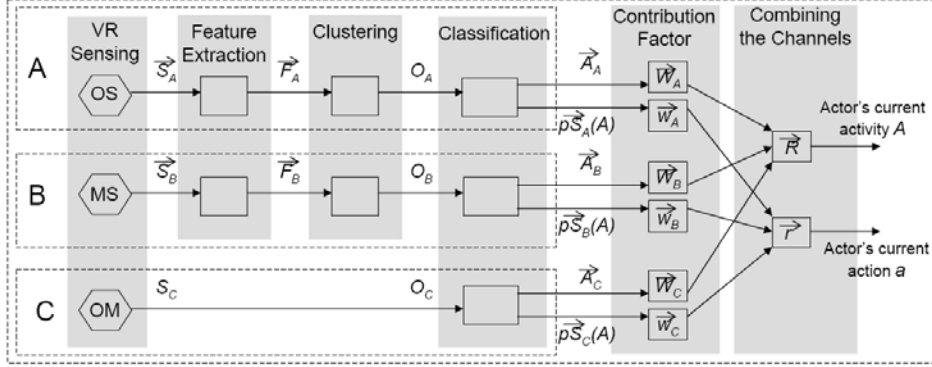 VR Sensing
Feature Extraction
Clustering
Classification
Contribution Factor
Combining the Channels
A
OS
S_A
F_A
O_A
A_A
pS_A(A)
W_A
w_A
B
MS
S_B
F_B
O_B
A_B
pS_B(A)
W_B
w_B
C
OM
S_C
O_C
A_C
pS_C(A)
W_C
w_C
R
r
Actor's current activity A
Actor's current action a